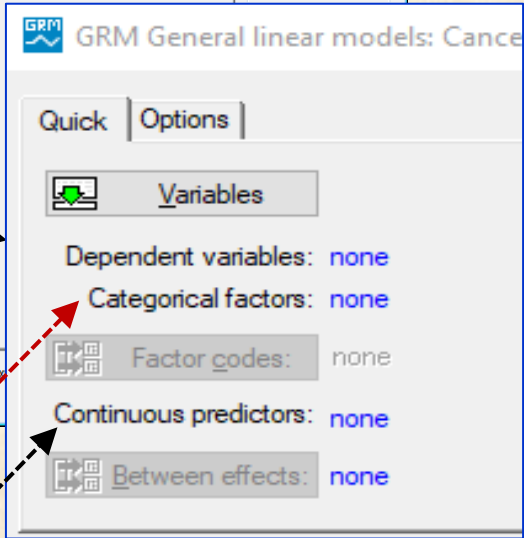 GRM GRM General linear models: Cance
Quick Options
Variables
Dependent variables: none
Categorical factors: none
Factor codes: none
Continuous predictors: none
Between effects: none